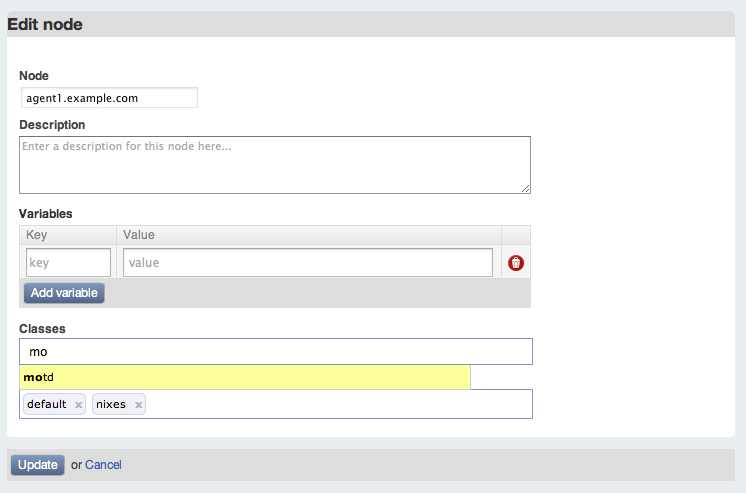 Edit node
Node
agent1.example.com
Description
Enter a description for this node here...
Variables
Key Value
key value
Add variable
Classes
mo
motd
default x nixes x
Update or Cancel